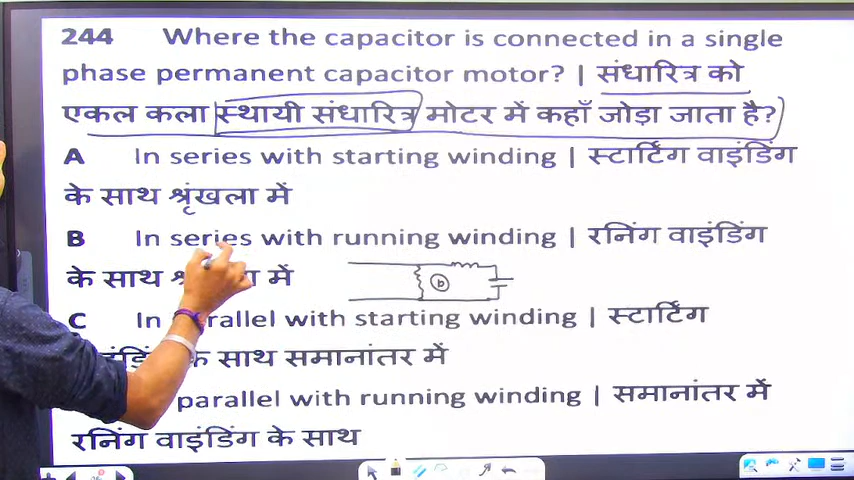 244 Where the capacitor is connected in a single
phase permanent capacitor motor? | संधारित्र को
एकल कला स्थायी संधारित्र मोटर में कहाँ जोड़ा जाता है?
A In series with starting winding | स्टार्टिंग वाइंडिंग
के साथ श्रृंखला में
B In series with running winding | रनिंग वाइंडिंग
के साथ में
C In parallel with starting winding | स्टार्टिंग
के साथ समानांतर में
parallel with running winding | समानांतर में
रनिंग वाइंडिंग के साथ